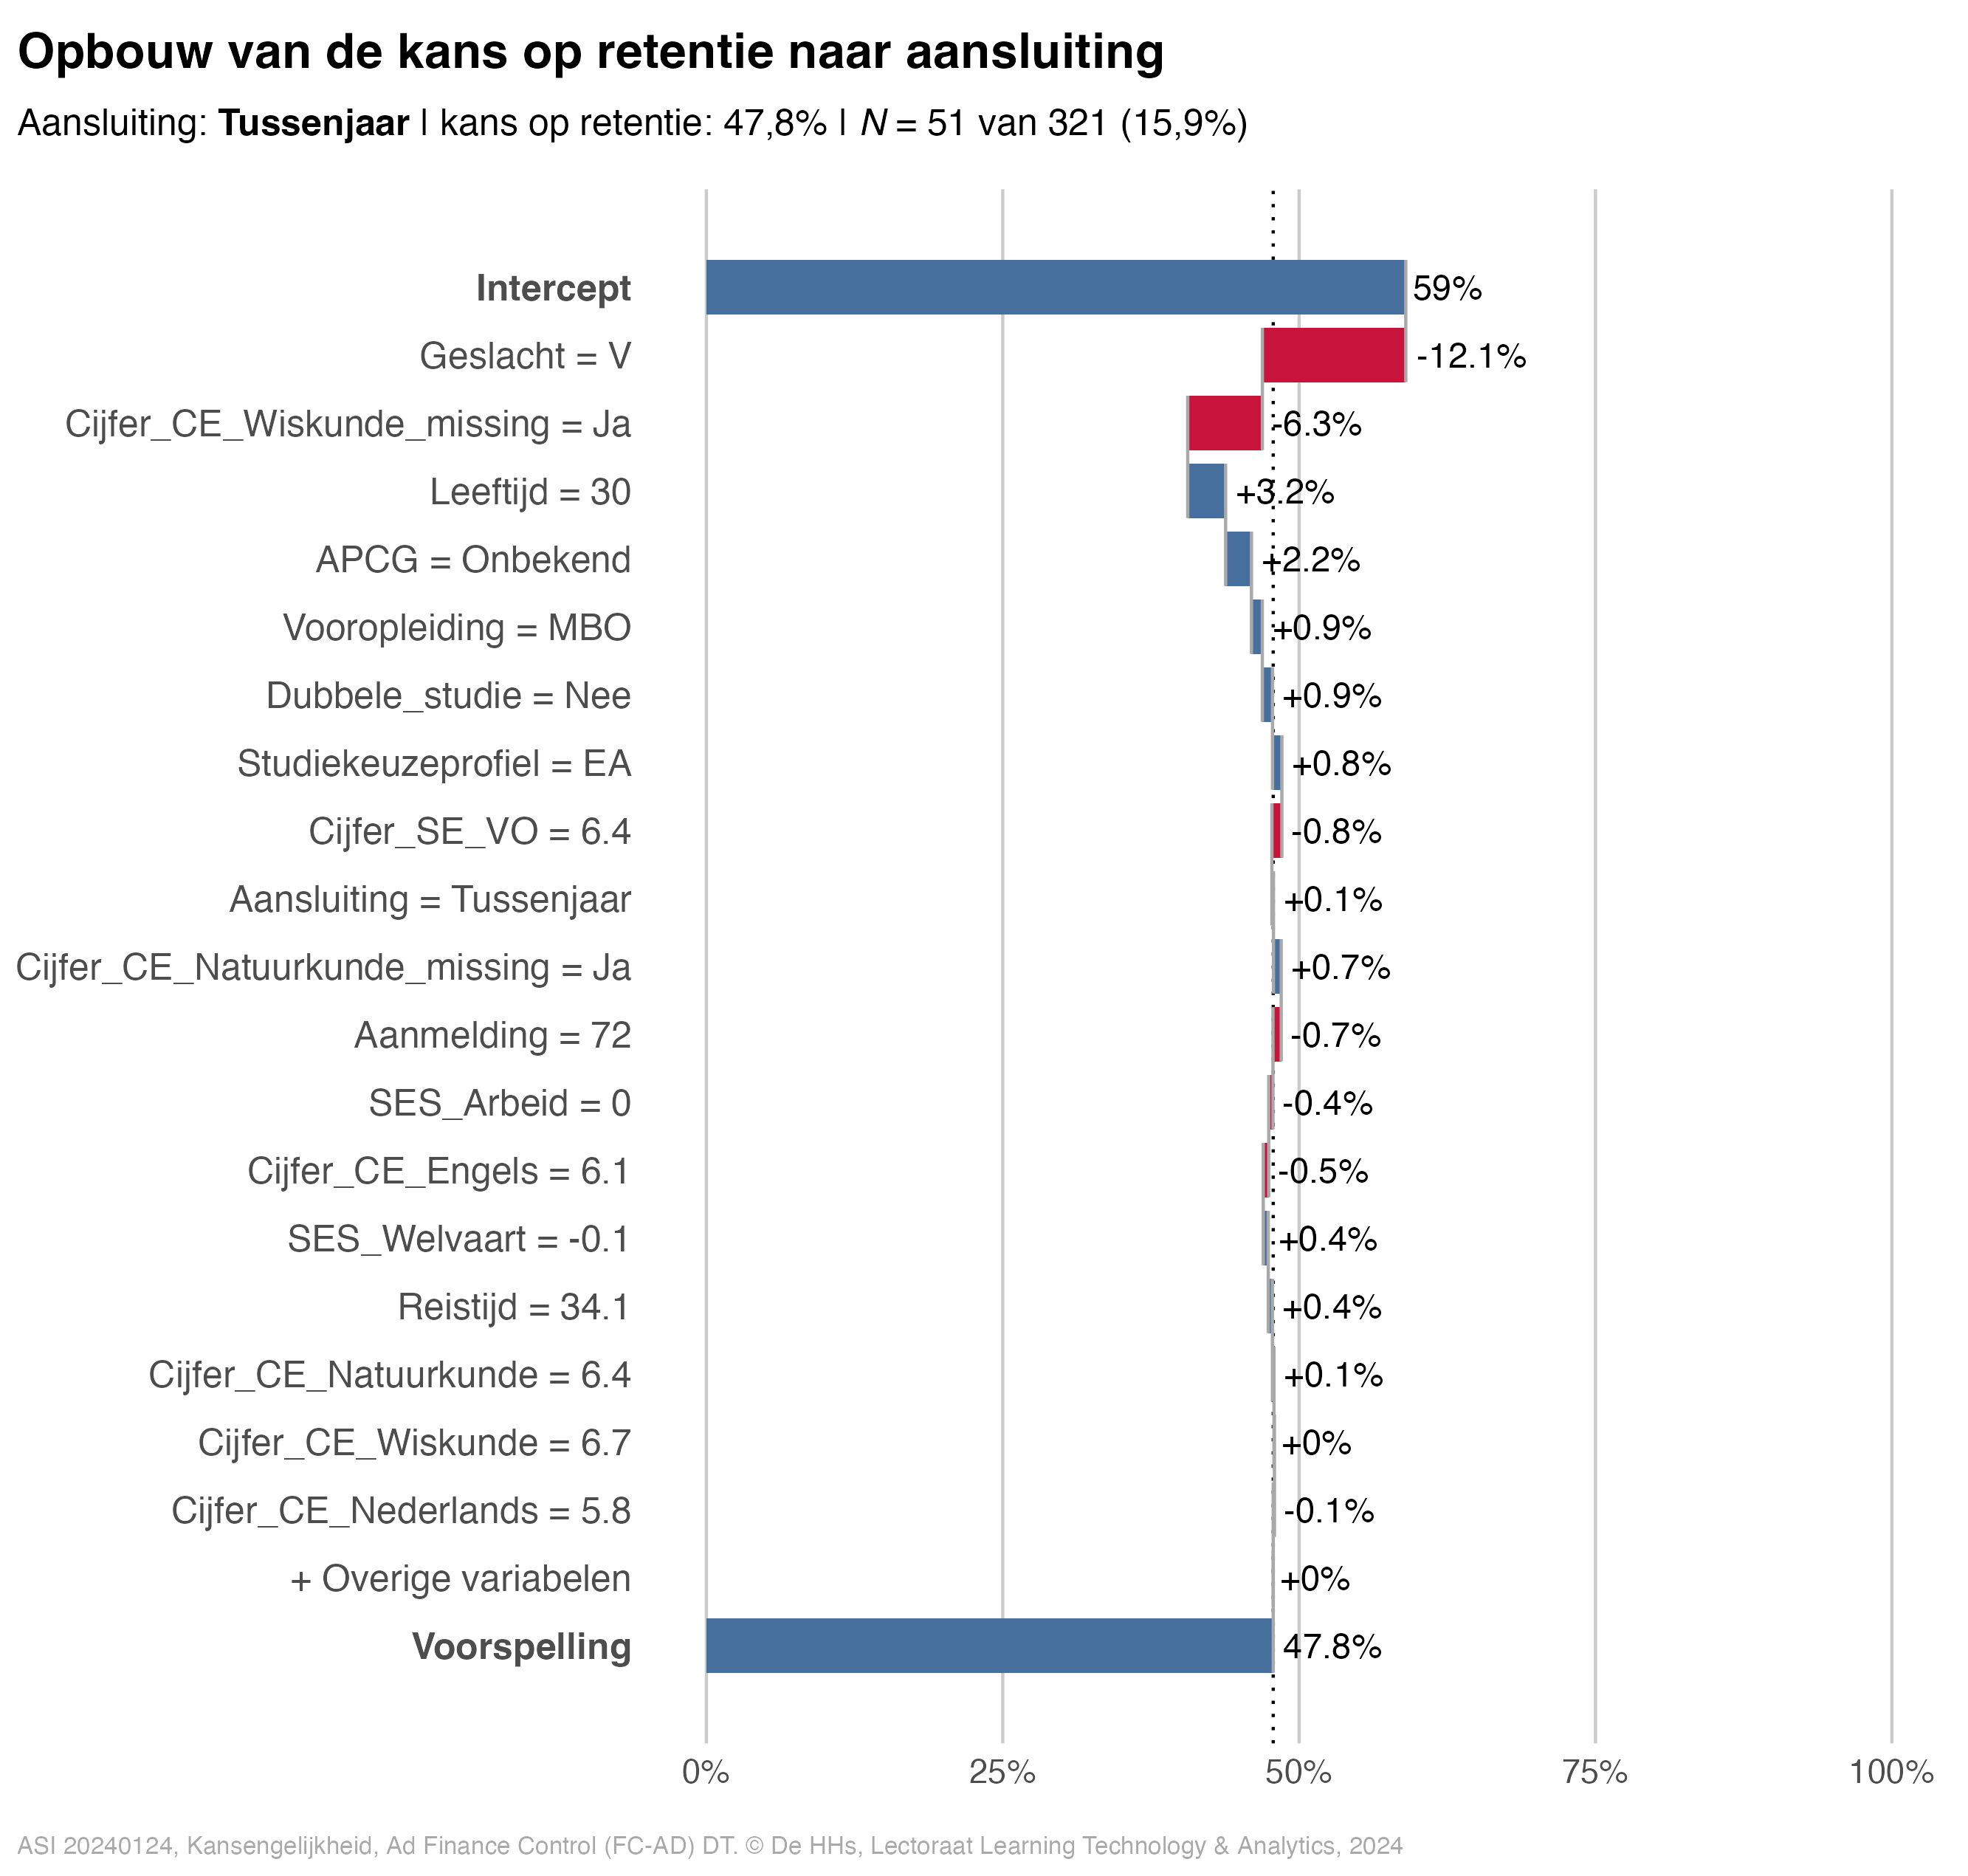 Opbouw van de kans op retentie naar aansluiting
Aansluiting: Tussenjaar | kans op retentie: 47,8% | N = 51 van 321 (15,9%)
Intercept 59%
Geslacht = V -12.1%
Cijfer_CE_Wiskunde_missing = Ja -6.3%
Leeftijd = 30 +3.2%
APCG = Onbekend +2.2%
Vooropleiding = MBO +0.9%
Dubbele_studie = Nee +0.9%
Studiekeuzeprofiel = EA +0.8%
Cijfer_SE_VO = 6.4 -0.8%
Aansluiting = Tussenjaar +0.1%
Cijfer_CE_Natuurkunde_missing = Ja +0.7%
Aanmelding = 72 -0.7%
SES_Arbeid = 0 -0.4%
Cijfer_CE_Engels = 6.1 -0.5%
SES_Welvaart = -0.1 +0.4%
Reistijd = 34.1 +0.4%
Cijfer_CE_Natuurkunde = 6.4 +0.1%
Cijfer_CE_Wiskunde = 6.7 +0%
Cijfer_CE_Nederlands = 5.8 -0.1%
+ Overige variabelen +0%
Voorspelling 47.8%
0% 25% 50% 75% 100%
ASI 20240124, Kansengelijkheid, Ad Finance Control (FC-AD) DT. © De HHs, Lectoraat Learning Technology & Analytics, 2024